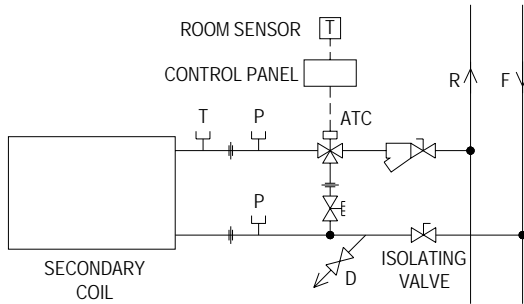 ROOM SENSOR
T
CONTROL PANEL
R
F
T
P
ATC
P
D
ISOLATING
VALVE
SECONDARY
COIL